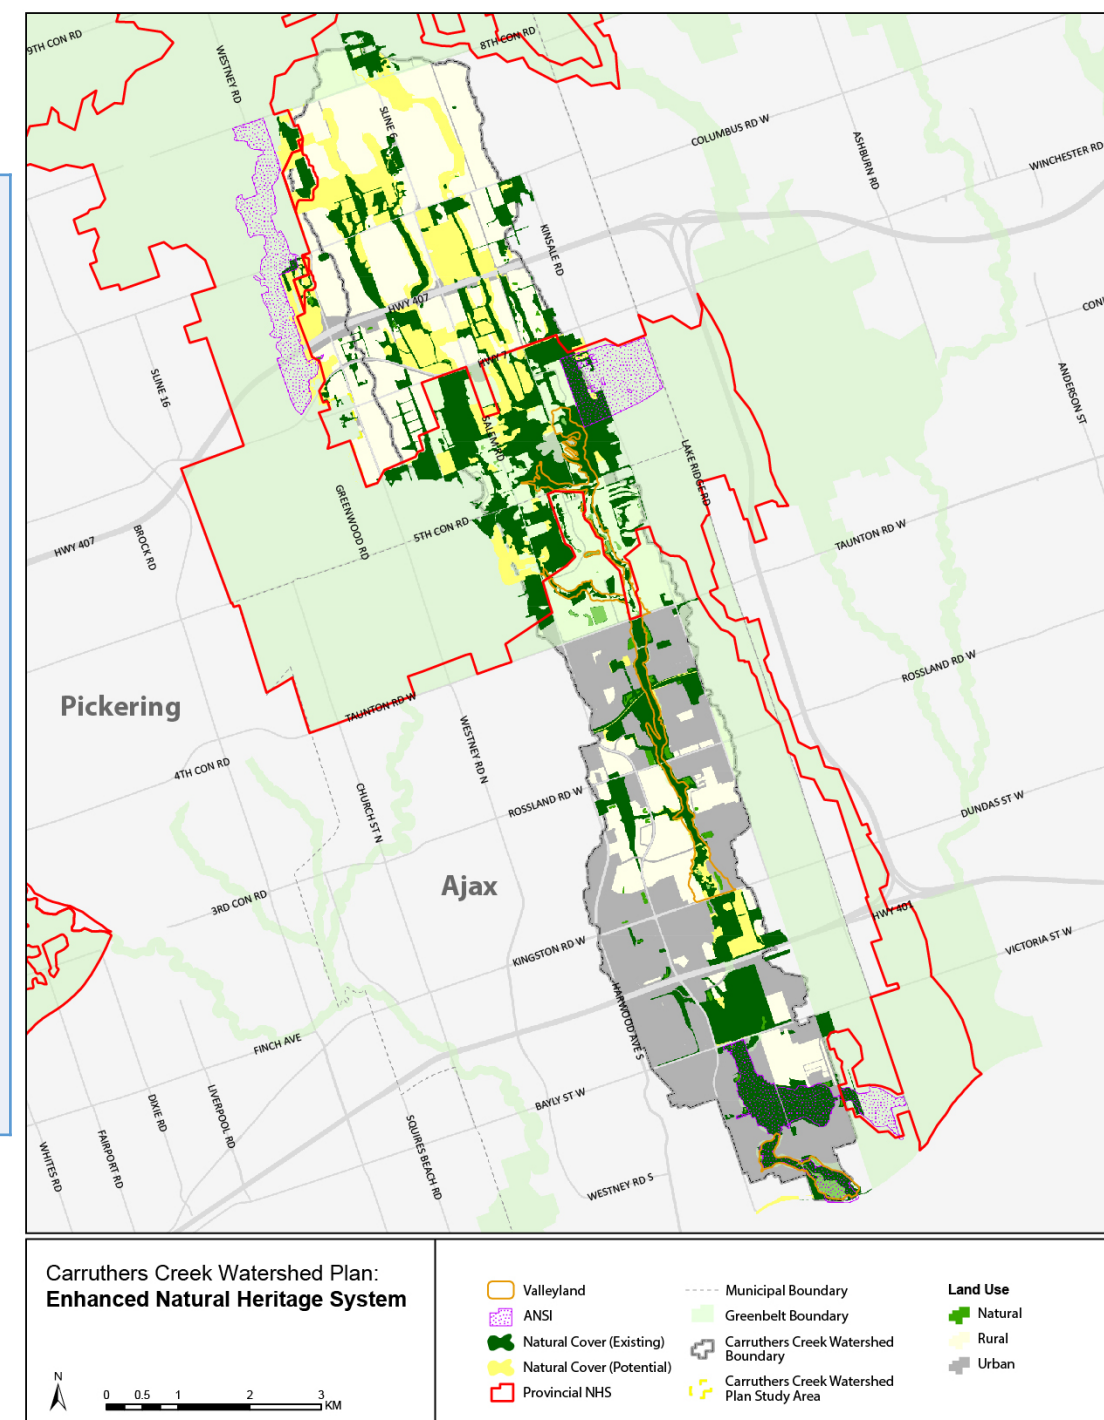 9TH CON RD
WESTNEY RD
8TH CON RD
SLINE 6
COLUMBUS RD W
ASHBURN RD
WINCHESTER RD
KINSALE RD
HWY 407
HWY 7
SLINE 16
ANDERSON ST
SALEM RD
LAKE RIDGE RD
GREENWOOD RD
5TH CON RD
BROCK RD
HWY 407
TAUNTON RD W
ROSSLAND RD W
Pickering
TAUNTON RD W
WESTNEY RD N
4TH CON RD
CHURCH ST N
ROSSLAND RD W
DUNDAS ST W
Ajax
3RD CON RD
HWY 401
KINGSTON RD W
VICTORIA ST W
HARWOOD AVE S
FINCH AVE
BAYLY ST W
LIVERPOOL RD
DIXIE RD
SQUIRES BEACH RD
FAIRPORT RD
WHITES RD
WESTNEY RD S
Carruthers Creek Watershed Plan:
Enhanced Natural Heritage System
N
0 0.5 1 2 3
KM
Valleyland
ANSI
Natural Cover (Existing)
Natural Cover (Potential)
Provincial NHS
Municipal Boundary
Greenbelt Boundary
Carruthers Creek Watershed
Boundary
Carruthers Creek Watershed
Plan Study Area
Land Use
Natural
Rural
Urban